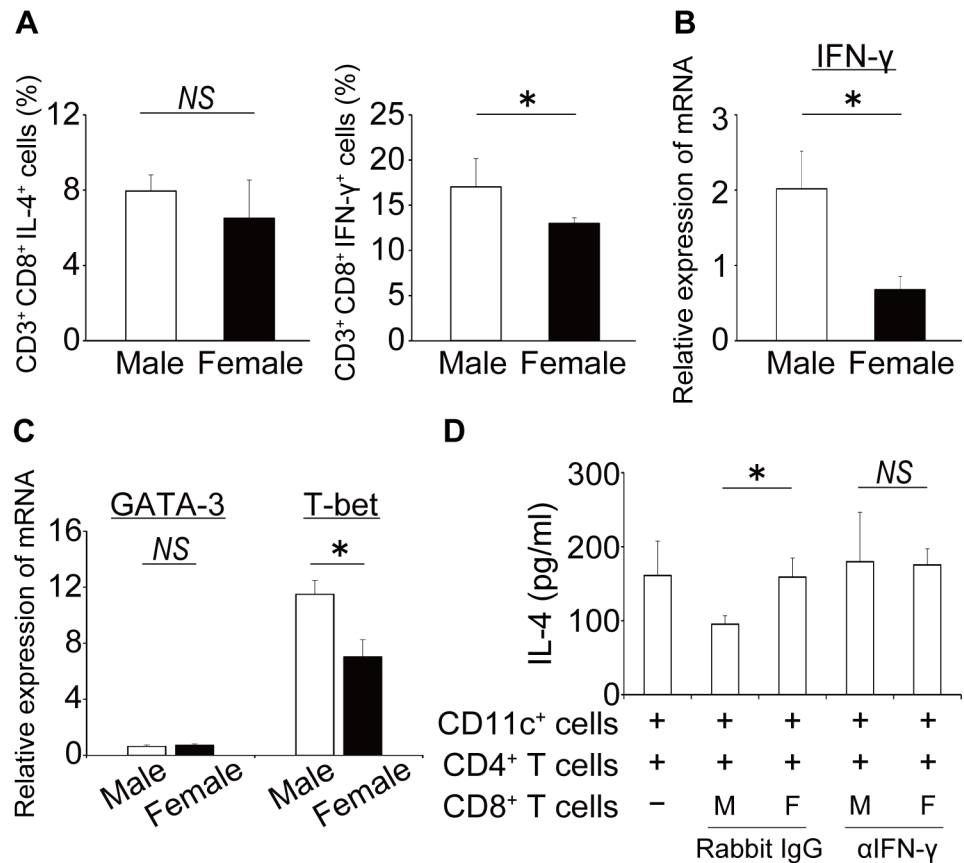 A
CD3⁺ CD8⁺ IL-4⁺ cells (%)
12
8
4
0
NS
Male Female
CD3⁺ CD8⁺ IFN-γ⁺ cells (%)
25
20
15
10
5
0
*
Male Female
B
IFN-γ
Relative expression of mRNA
3
2
1
0
*
Male Female
C
Relative expression of mRNA
16
12
8
4
0
GATA-3 T-bet
NS *
Male Female Male Female
D
IL-4 (pg/ml)
300
200
100
0
* NS
CD11c⁺ cells + + + + +
CD4⁺ T cells + + + + +
CD8⁺ T cells − M F M F
Rabbit IgG αIFN-γ